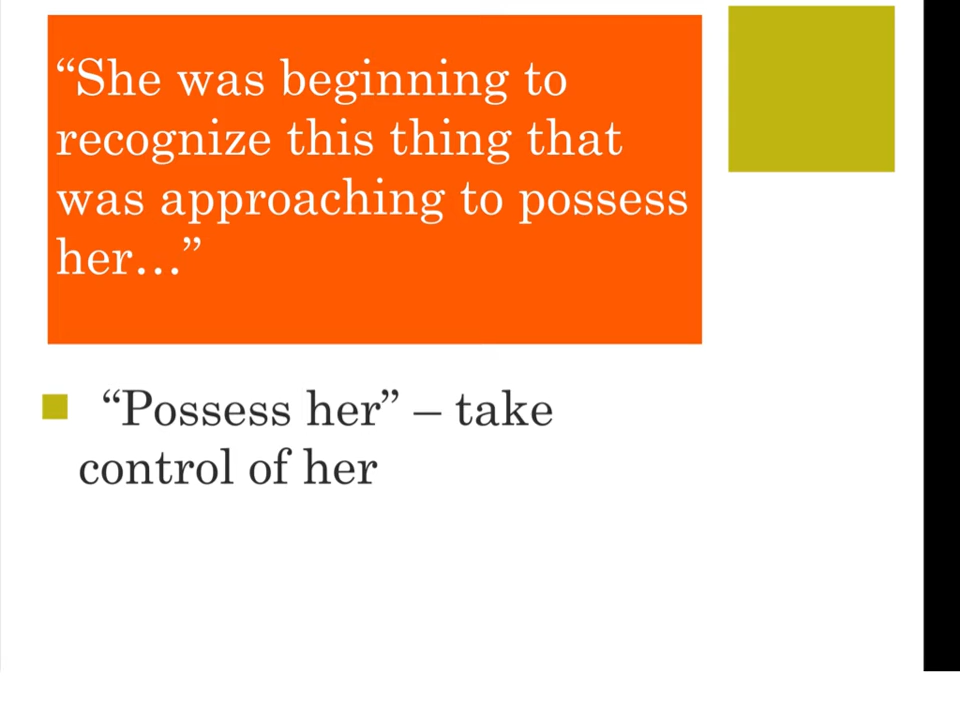 “She was beginning to
recognize this thing that
was approaching to possess
her…”
“Possess her” – take
control of her